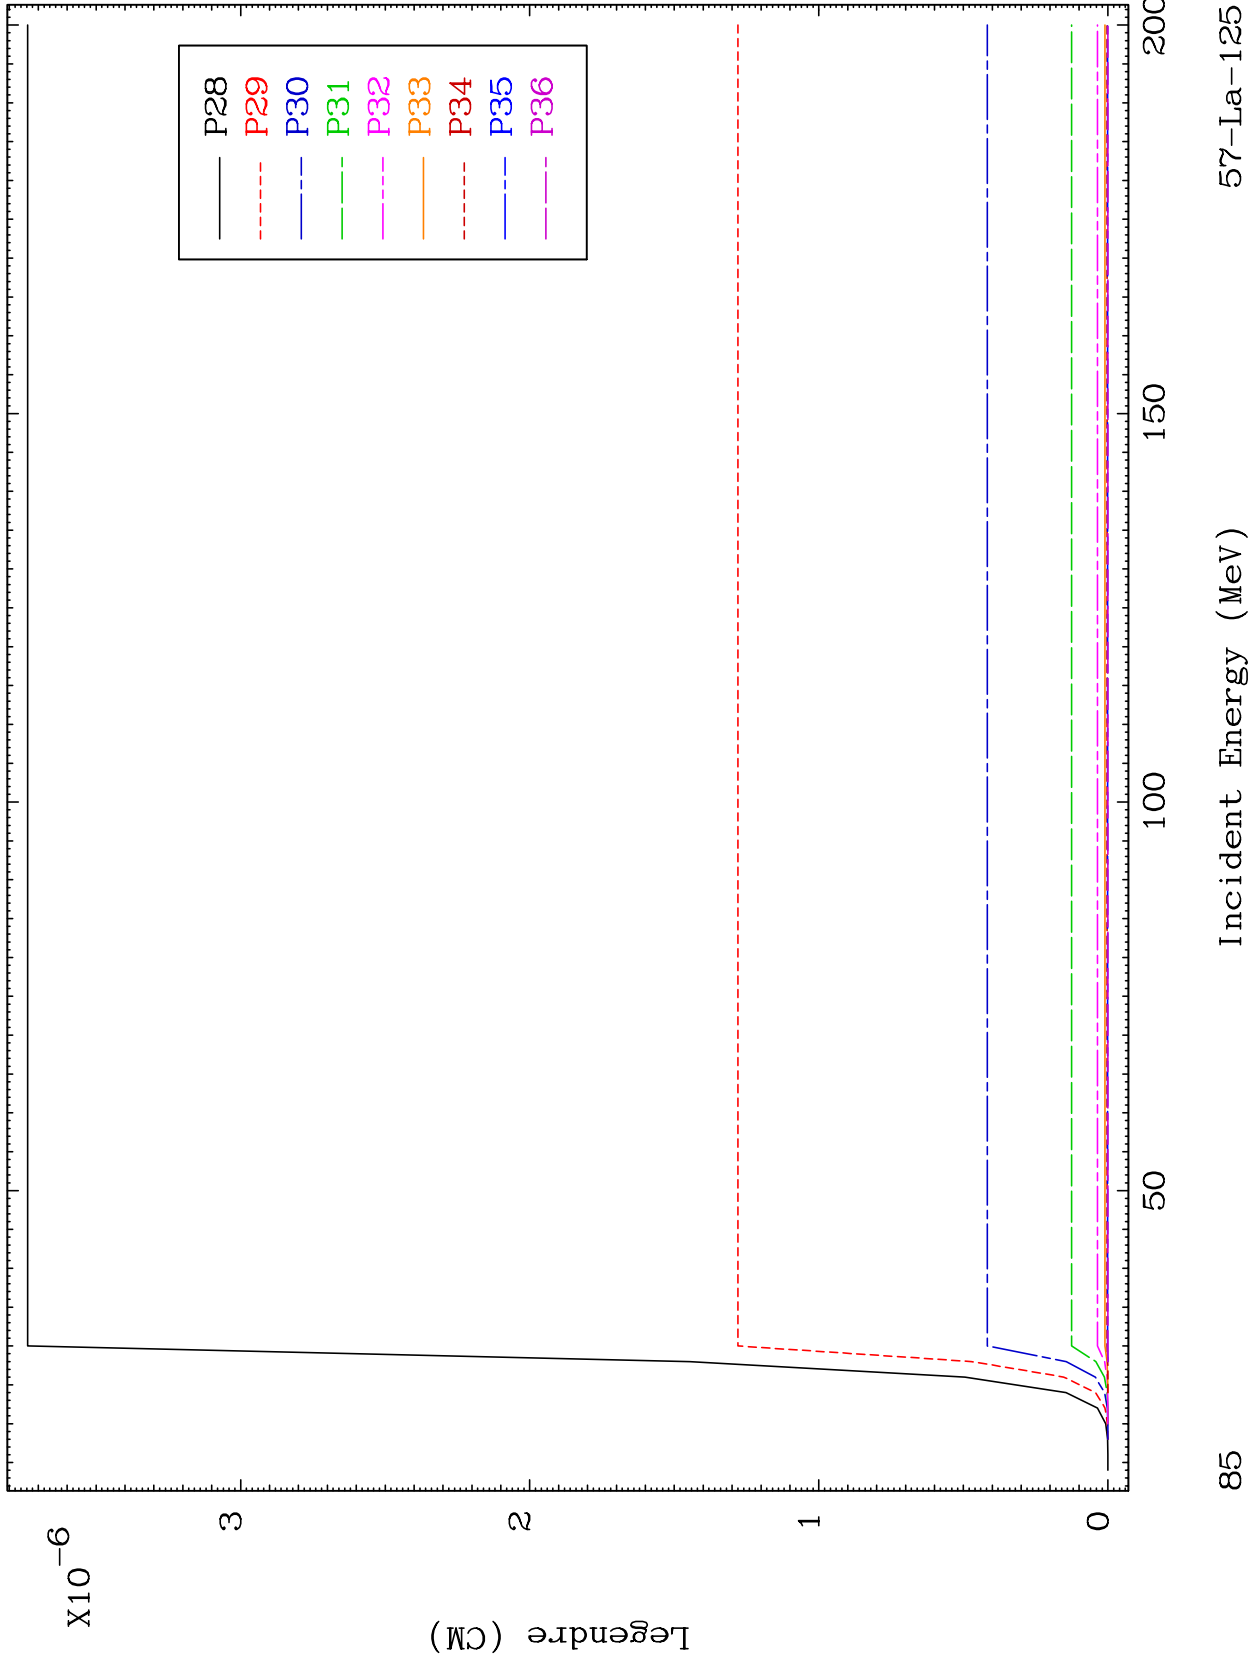 X10-6
3
2
1
0
Legendre (CM)
P28
P29
P30
P31
P32
P33
P34
P35
P36
50
100
150
200
Incident Energy (MeV)
85
57-La-125